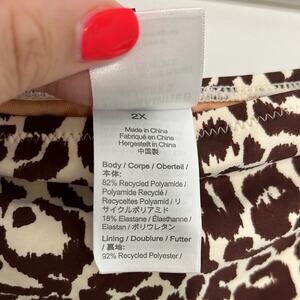 2X
Made in China
Fabriqué en China
Hergestellt in China
中国製
Body / Corps / Oberteil /
本体:
82% Recycled Polyamide /
Polyamide Recyclé /
Recyceltes Polyamid / リ
サイクルポリアミド
18% Elastane / Élasthanne /
Elastan / ポリウレタン
Lining / Doublure / Futter
/ 裏地:
92% Recycled Polyester /